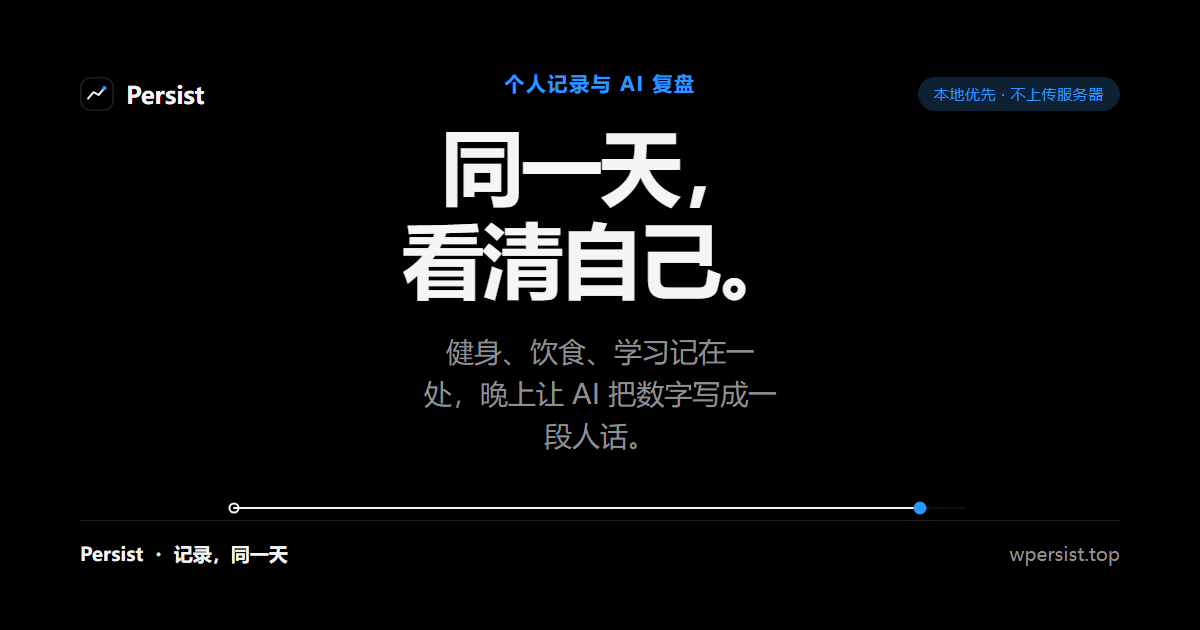 Persist
个人记录与 AI 复盘
本地优先 · 不上传服务器
同一天，
看清自己。
健身、饮食、学习记在一
处，晚上让 AI 把数字写成一
段人话。
Persist · 记录，同一天
wpersist.top